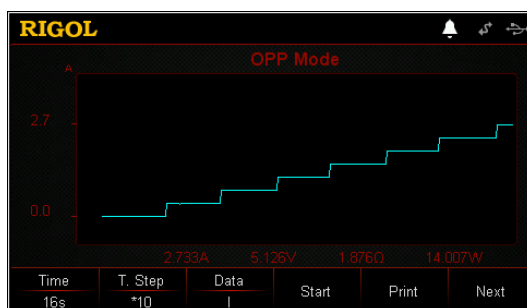 RIGOL
OPP Mode
A
2.7
0.0
2.733A 5.126V 1.876Ω 14.007W
Time T. Step Data Start Print Next
16s *10 I